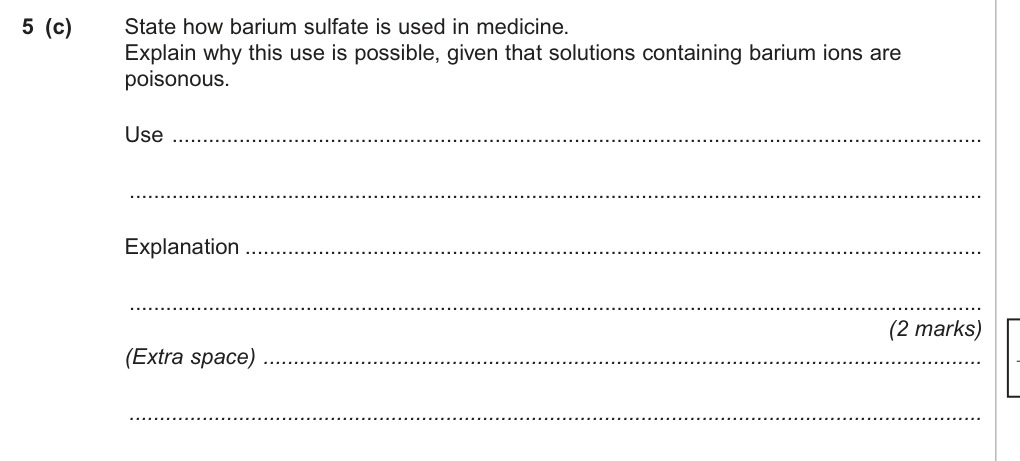 5 (c) State how barium sulfate is used in medicine.
Explain why this use is possible, given that solutions containing barium ions are
poisonous.
Use ....................................................................................................................................
....................................................................................................................................
Explanation ....................................................................................................................................
....................................................................................................................................
(2 marks)
(Extra space) ....................................................................................................................................
....................................................................................................................................